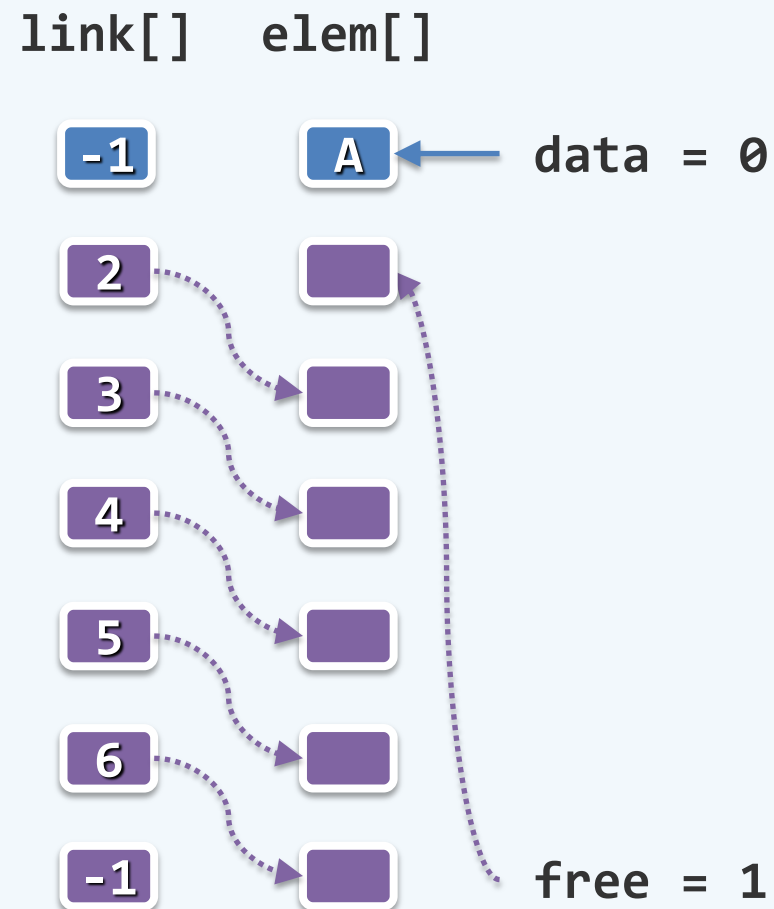 link[] elem[]
-1 A data = 0
2
3
4
5
6
-1 free = 1